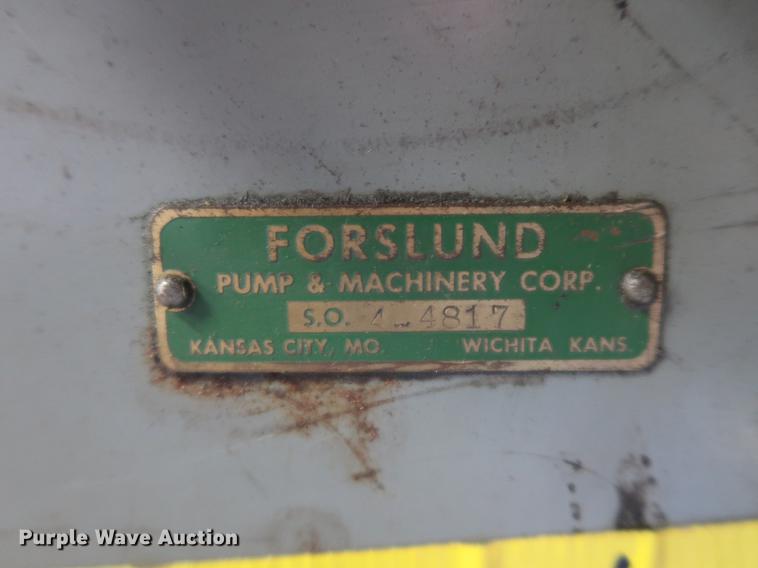 FORSLUND
PUMP & MACHINERY CORP.
S.O. 4-4817
KANSAS CITY, MO. WICHITA KANS.
Purple Wave Auction